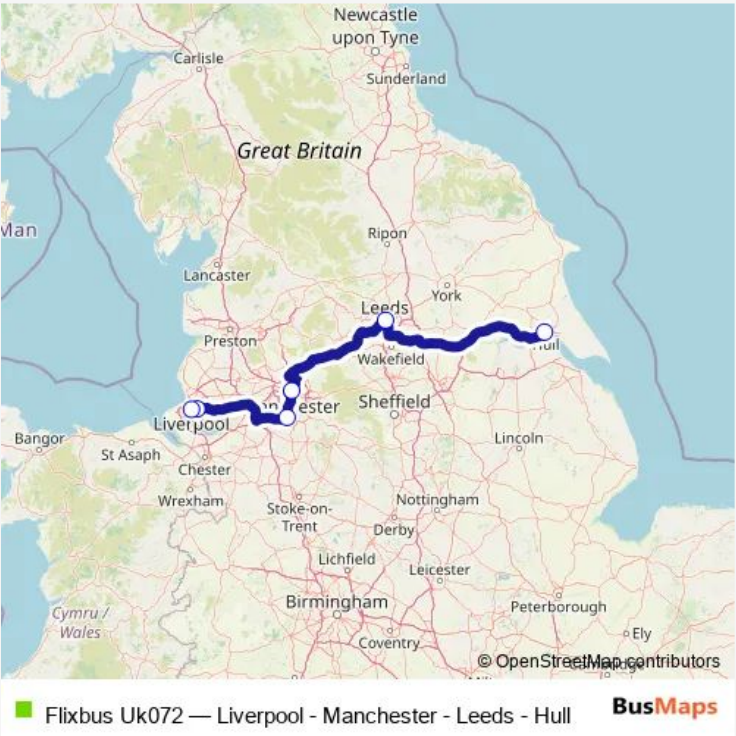 Newcastle
upon Tyne
Carlisle
Sunderland
Great Britain
Man
Ripon
Lancaster
York
Leeds
Preston
Wakefield
ester
Sheffield
Liverpool
Bangor
Lincoln
St Asaph
Chester
Wrexham
Nottingham
Stoke-on-
Trent
Derby
Lichfield
Leicester
Birmingham
Peterborough
Cymru /
Wales
Ely
Coventry
© OpenStreetMap contributors
Flixbus Uk072 — Liverpool - Manchester - Leeds - Hull
BusMaps